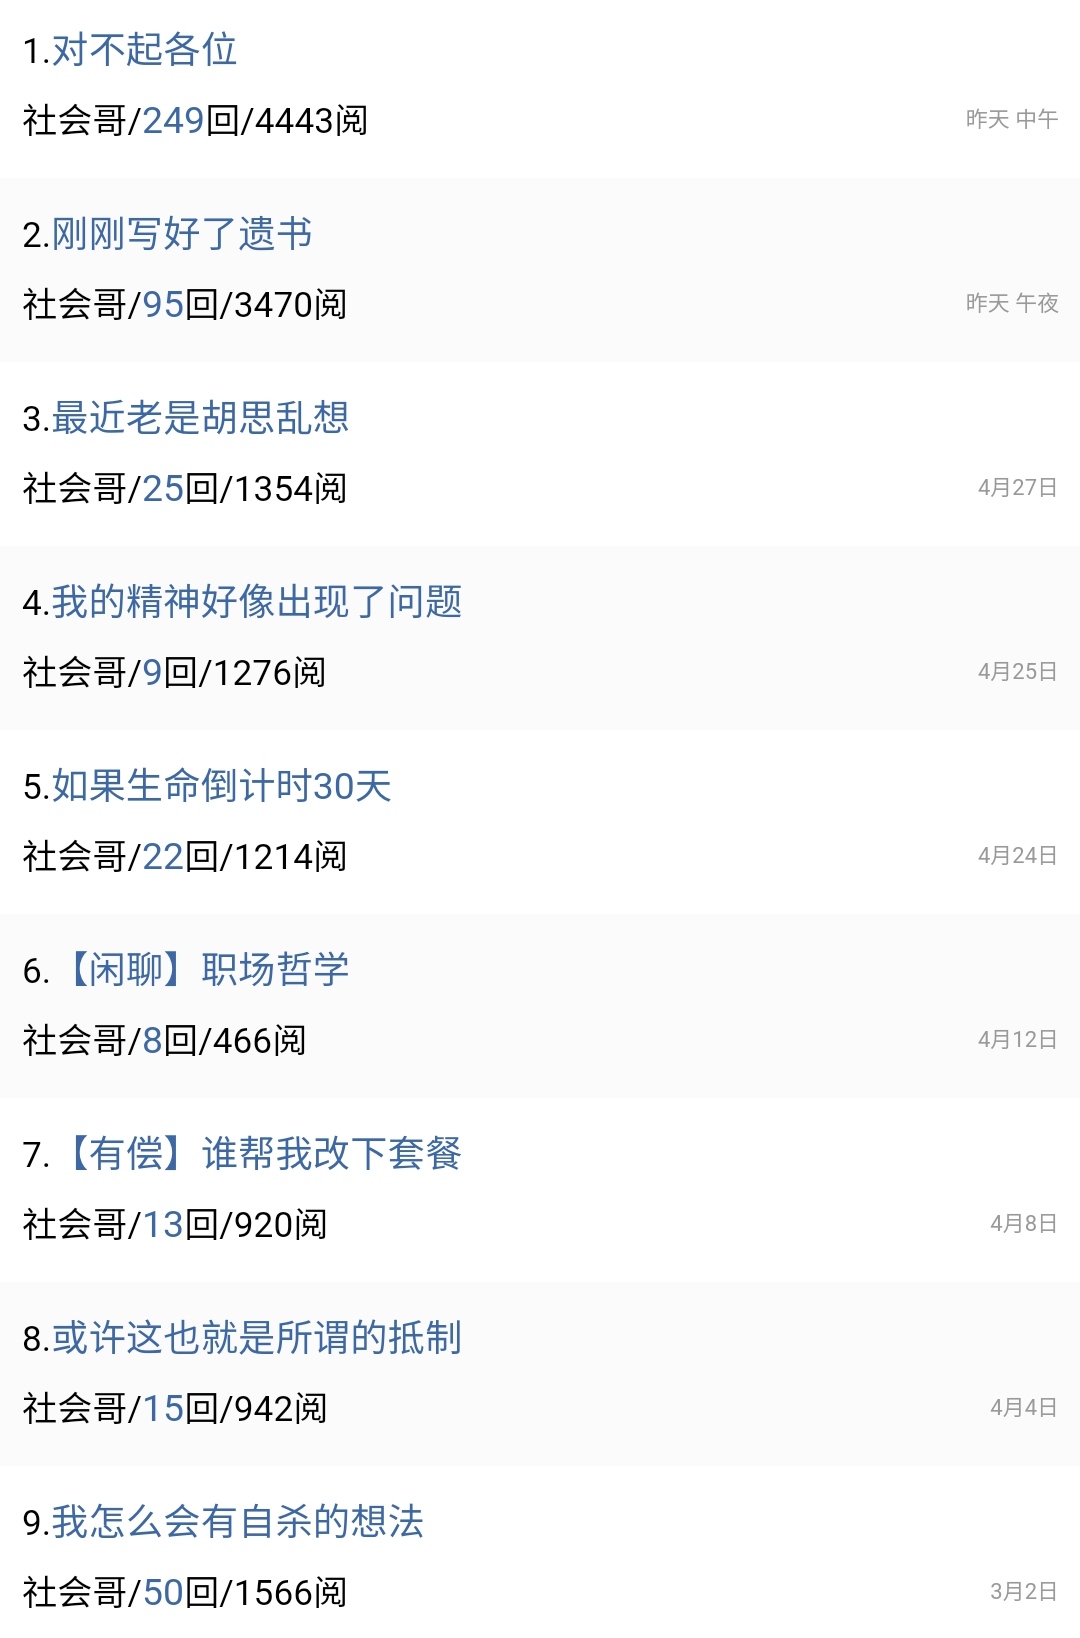 1.对不起各位
社会哥/249回/4443阅
昨天 中午
2.刚刚写好了遗书
社会哥/95回/3470阅
昨天 午夜
3.最近老是胡思乱想
社会哥/25回/1354阅
4月27日
4.我的精神好像出现了问题
社会哥/9回/1276阅
4月25日
5.如果生命倒计时30天
社会哥/22回/1214阅
4月24日
6.【闲聊】职场哲学
社会哥/8回/466阅
4月12日
7.【有偿】谁帮我改下套餐
社会哥/13回/920阅
4月8日
8.或许这也就是所谓的抵制
社会哥/15回/942阅
4月4日
9.我怎么会有自杀的想法
社会哥/50回/1566阅
3月2日